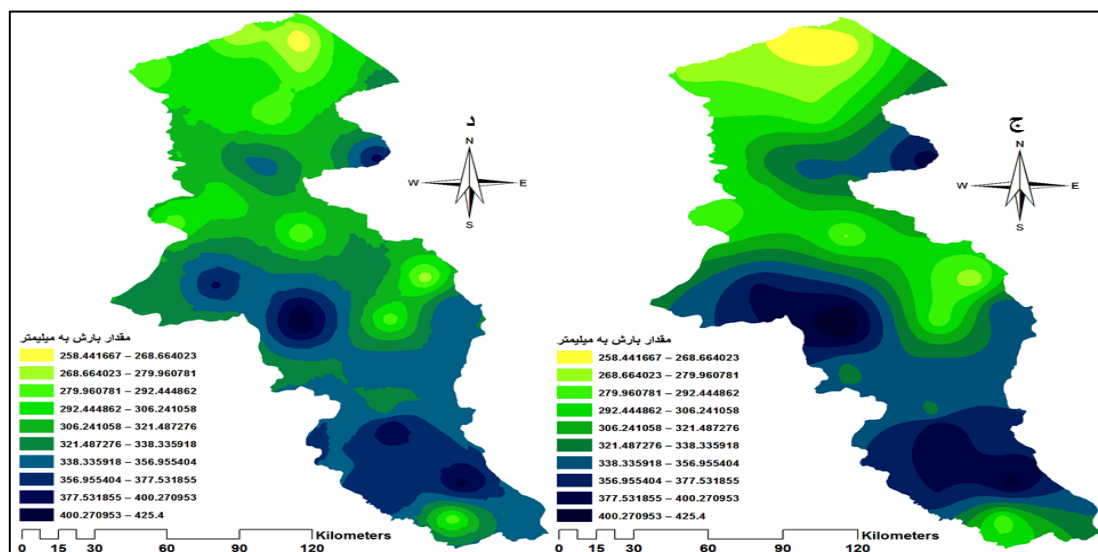 د
N
W E
S
مقدار بارش به میلیمتر
258.441667 – 268.664023
268.664023 – 279.960781
279.960781 – 292.444862
292.444862 – 306.241058
306.241058 – 321.487276
321.487276 – 338.335918
338.335918 – 356.955404
356.955404 – 377.531855
377.531855 – 400.270953
400.270953 – 425.4
Kilometers
0 15 30 60 90 120
ج
N
W E
S
مقدار بارش به میلیمتر
258.441667 – 268.664023
268.664023 – 279.960781
279.960781 – 292.444862
292.444862 – 306.241058
306.241058 – 321.487276
321.487276 – 338.335918
338.335918 – 356.955404
356.955404 – 377.531855
377.531855 – 400.270953
400.270953 – 425.4
Kilometers
0 15 30 60 90 120